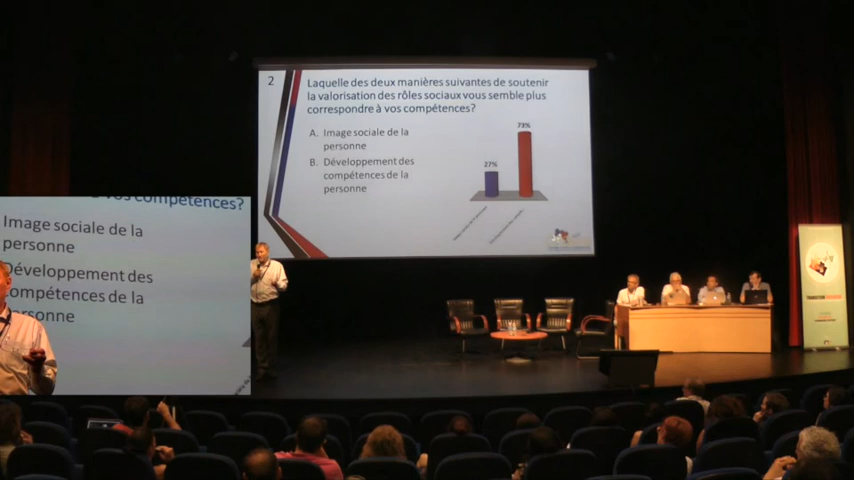 2
Laquelle des deux manières suivantes de soutenir
la valorisation des rôles sociaux vous semble plus
correspondre à vos compétences?
A. Image sociale de la
personne
B. Développement des
compétences de la
personne
27%
73%
vos compétences?
Image sociale de la
personne
Développement des
compétences de la
personne